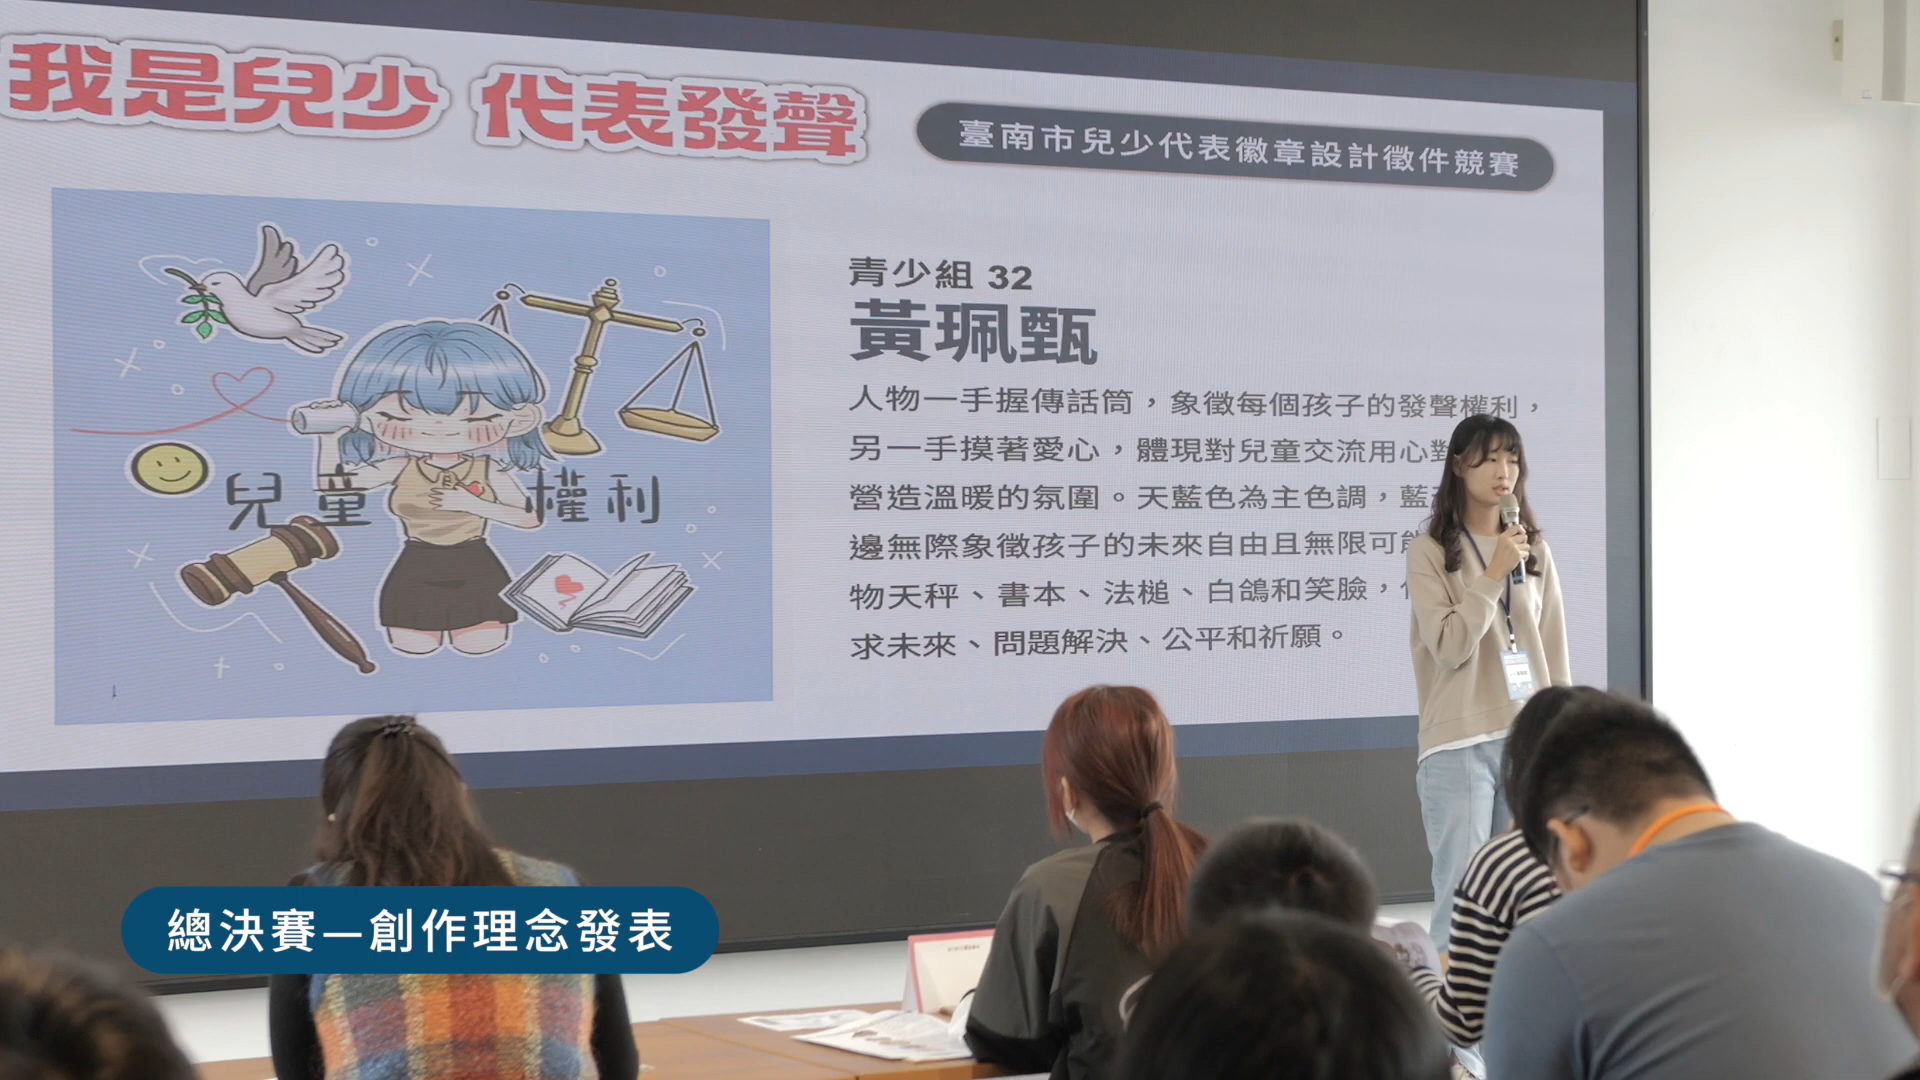 我是兒少 代表發聲
臺南市兒少代表徽章設計徵件競賽
青少組 32
黃珮甄
人物一手握傳話筒，象徵每個孩子的發聲權利，
另一手摸著愛心，體現對兒童交流用心對
營造溫暖的氛圍。天藍色為主色調，藍
邊無際象徵孩子的未來自由且無限可能
物天秤、書本、法槌、白鴿和笑臉，
求未來、問題解決、公平和祈願。
兒童權利
總決賽—創作理念發表